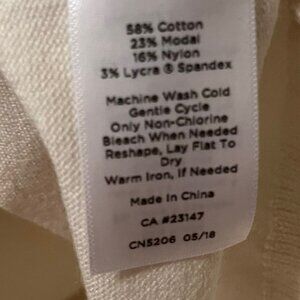 58% Cotton
23% Modal
16% Nylon
3% Lycra ® Spandex
Machine Wash Cold
Gentle Cycle
Only Non-Chlorine
Bleach When Needed
Reshape, Lay Flat To
Dry
Warm Iron, If Needed
Made In China
CA #23147
CN5206 05/18